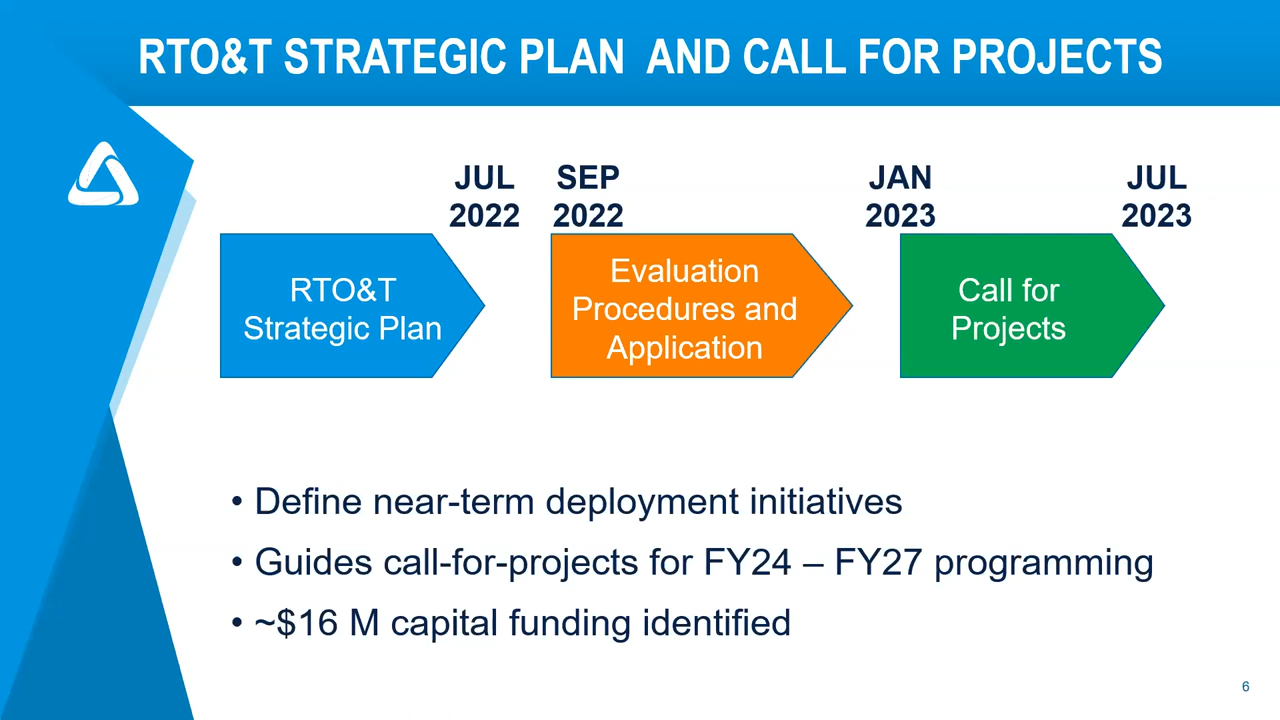 RTO&T STRATEGIC PLAN AND CALL FOR PROJECTS
JUL
2022
SEP
2022
JAN
2023
JUL
2023
RTO&T
Strategic Plan
Evaluation
Procedures and
Application
Call for
Projects
• Define near-term deployment initiatives
• Guides call-for-projects for FY24 – FY27 programming
• ~$16 M capital funding identified
6